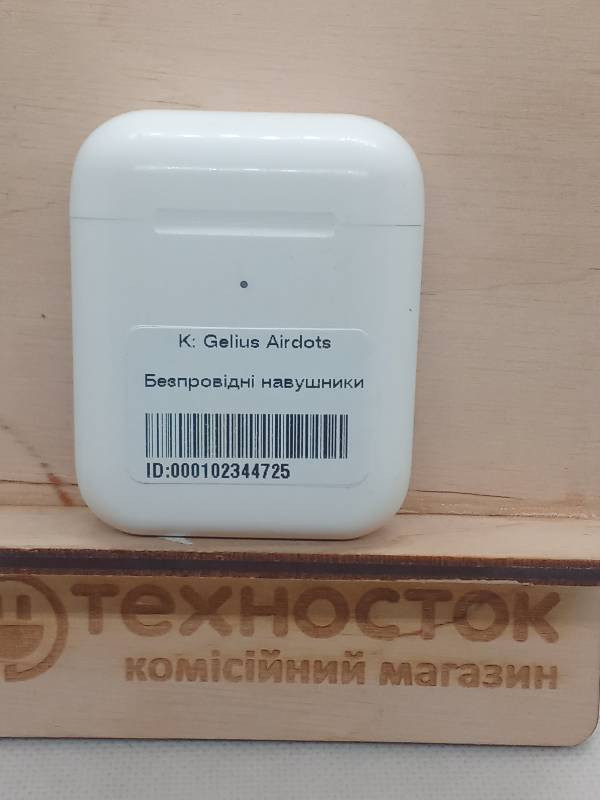 K: Gelius Airdots
Безпровідні навушники
ID:000102344725
техносток
комісійний магазин